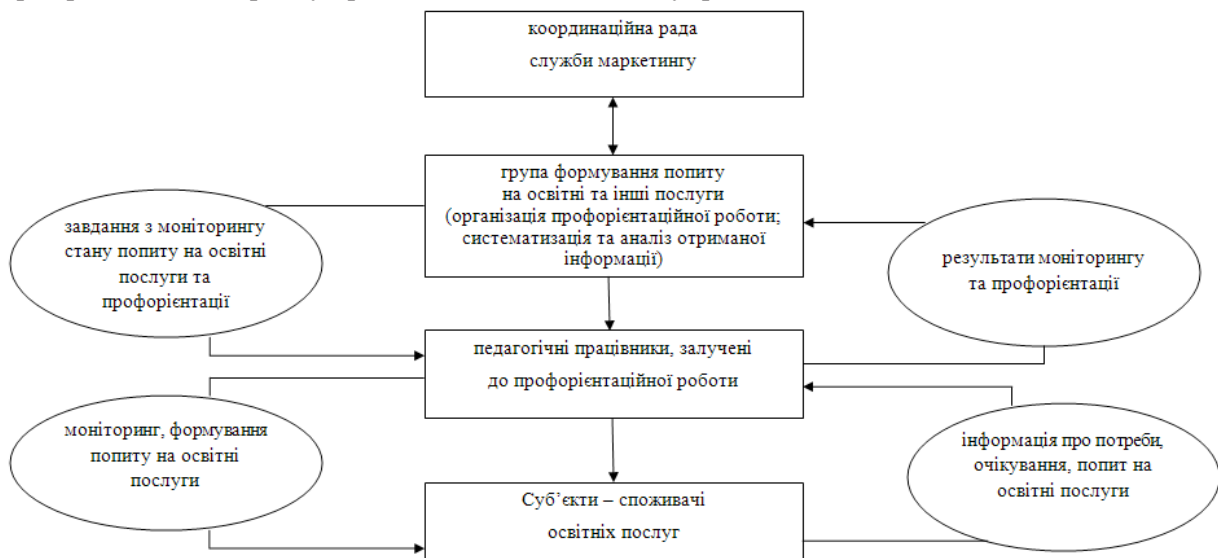 координаційна рада
служби маркетингу
група формування попиту
на освітні та інші послуги
(організація профорієнтаційної роботи;
систематизація та аналіз отриманої
інформації)
завдання з моніторингу
стану попиту на освітні
послуги та
профорієнтації
результати моніторингу
та профорієнтації
педагогічні працівники, залучені
до профорієнтаційної роботи
моніторинг, формування
попиту на освітні
послуги
інформація про потреби,
очікування, попит на
освітні послуги
Суб’єкти – споживачі
освітніх послуг